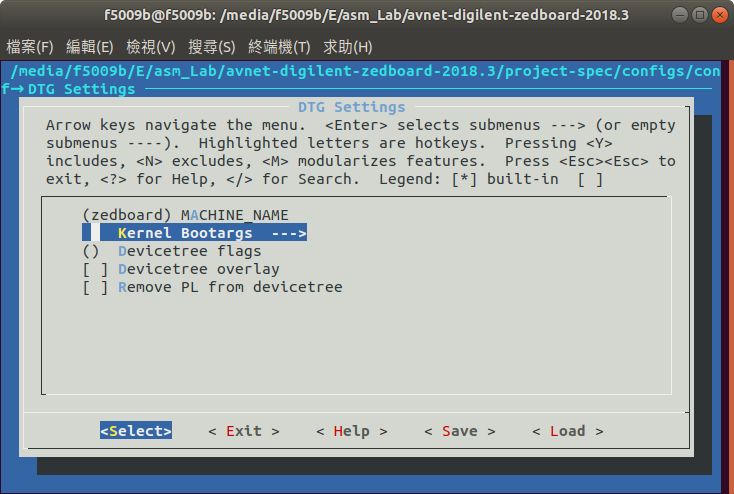 f5009b@f5009b: /media/f5009b/E/asm_Lab/avnet-digilent-zedboard-2018.3
檔案(F) 編輯(E) 檢視(V) 搜尋(S) 終端機(T) 求助(H)
/media/f5009b/E/asm_Lab/avnet-digilent-zedboard-2018.3/project-spec/configs/con
f→ DTG Settings
DTG Settings
Arrow keys navigate the menu. <Enter> selects submenus ---> (or empty
submenus ----). Highlighted letters are hotkeys. Pressing <Y>
includes, <N> excludes, <M> modularizes features. Press <Esc><Esc> to
exit, <?> for Help, </> for Search. Legend: [*] built-in [ ]
(zedboard) MACHINE_NAME
Kernel Bootargs --->
() Devicetree flags
[ ] Devicetree overlay
[ ] Remove PL from devicetree
<Select> < Exit > < Help > < Save > < Load >